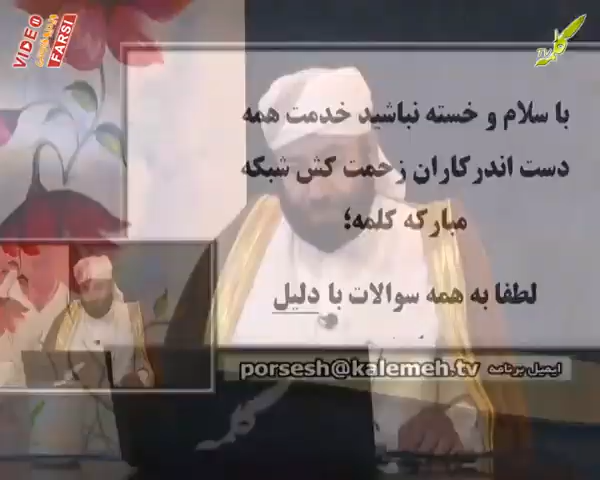 VIDEO
FARSI
TV
با سلام و خسته نباشید خدمت همه
دست اندرکاران زحمت کش شبکه
مبارکه کلمه؛
لطفا به همه سوالات با دلیل
ایمیل برنامه porsesh@kalemeh.tv